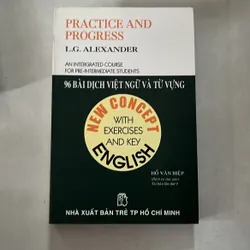 PRACTICE AND
PROGRESS
L.G. ALEXANDER
AN INTERGRATED COURSE
FOR PRE-INTERMEDIATE STUDENTS
96 BÀI DỊCH VIỆT NGỮ VÀ TỪ VỰNG
NEW CONCEPT
WITH
EXERCISES
AND KEY
ENGLISH
HỒ VĂN HIỆP
NHÀ XUẤT BẢN TRẺ TP HỒ CHÍ MINH